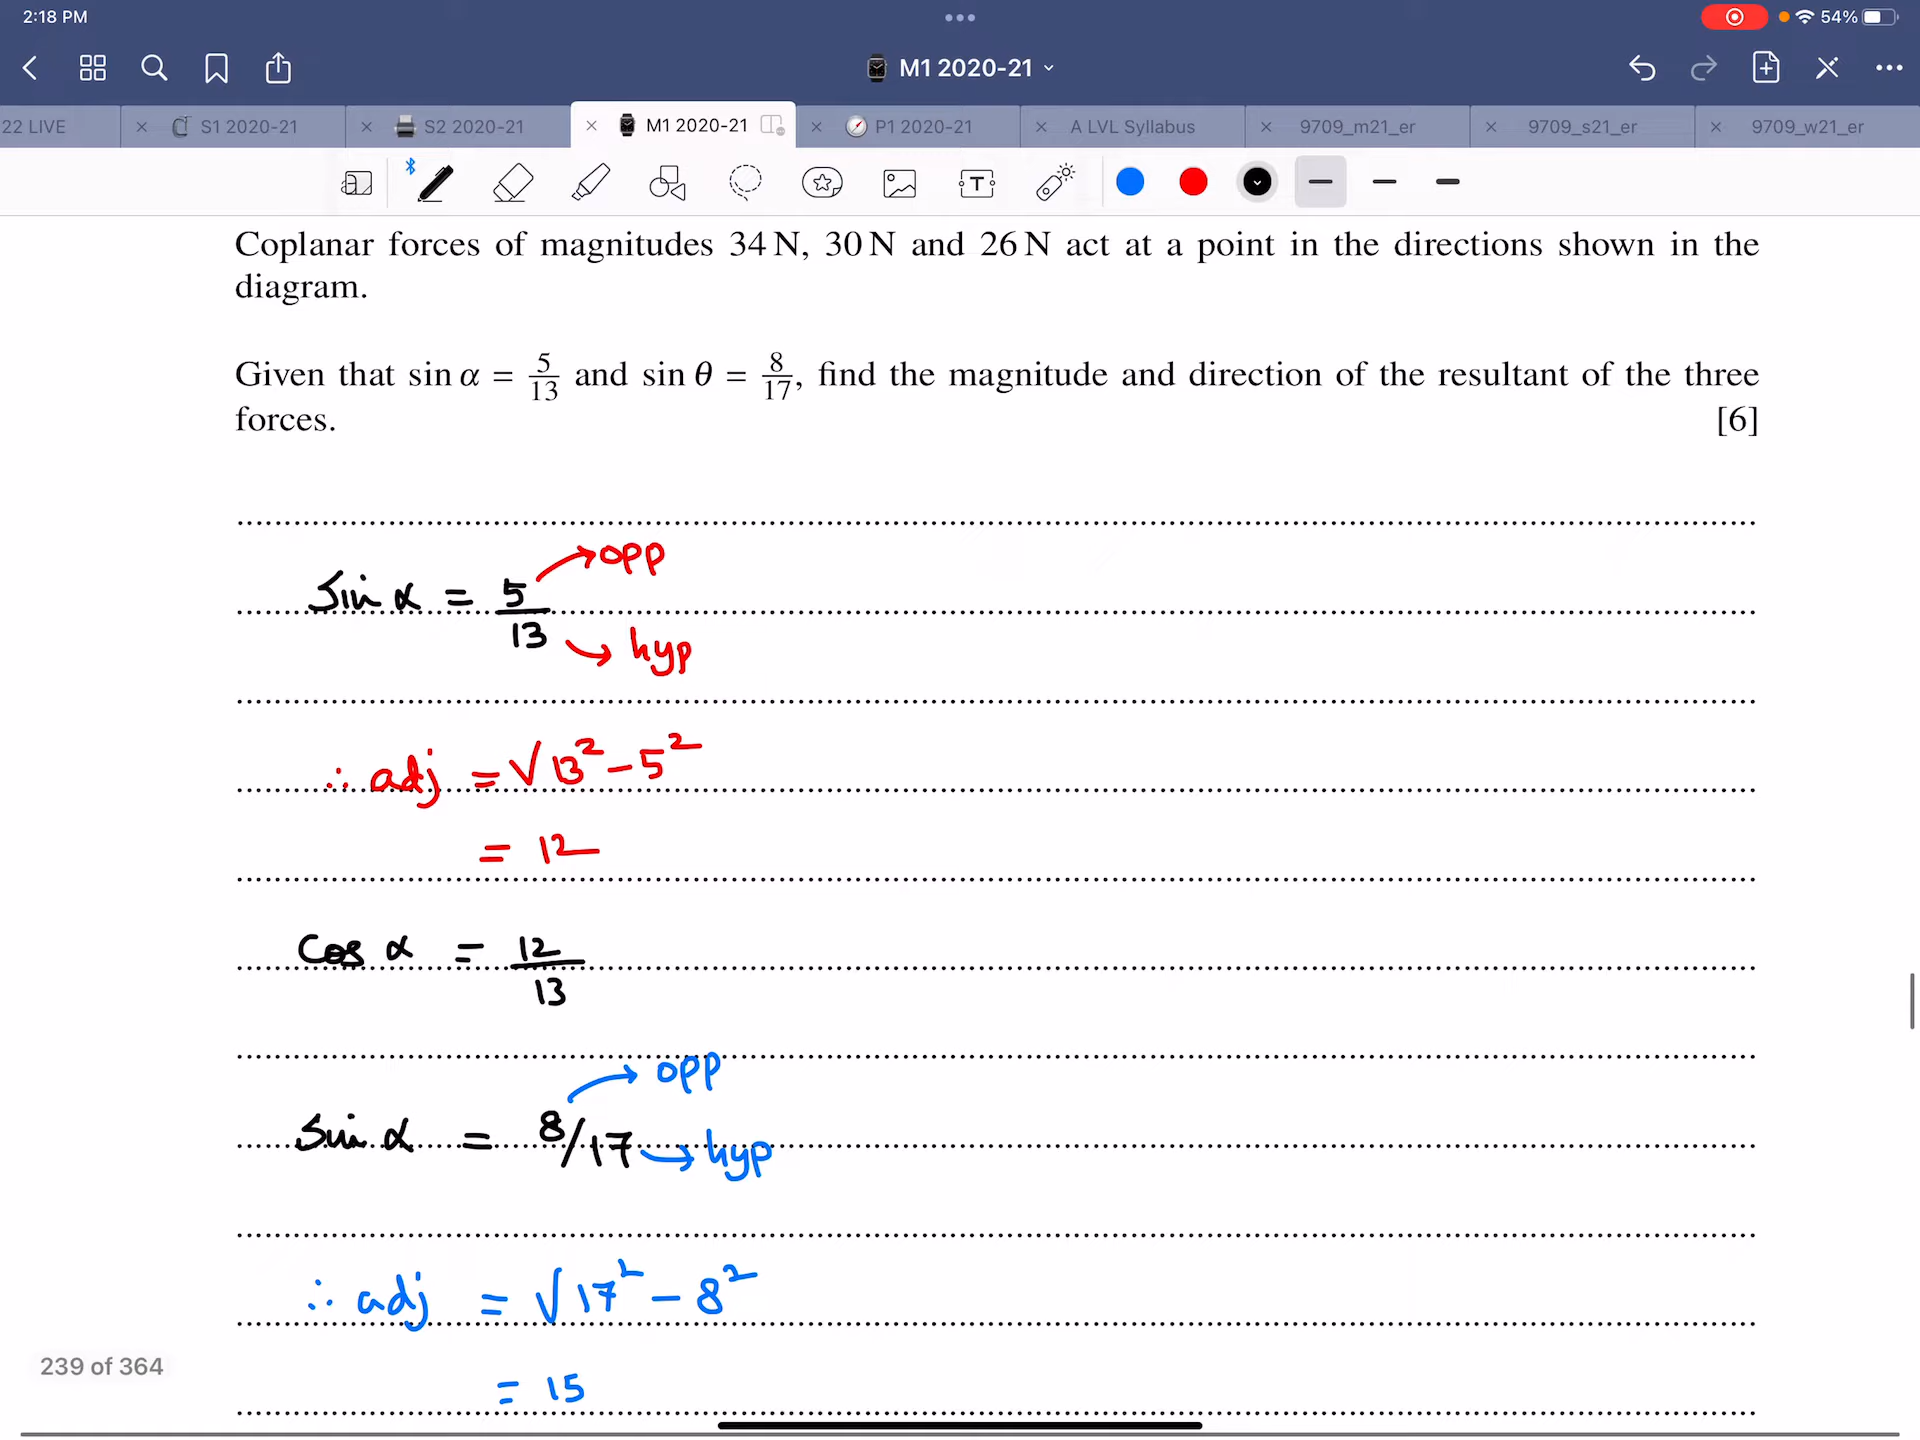 2:18 PM
54%
M1 2020-21
22 LIVE
S1 2020-21
S2 2020-21
M1 2020-21
P1 2020-21
A LVL Syllabus
9709_m21_er
9709_s21_er
9709_w21_er
Coplanar forces of magnitudes 34 N, 30 N and 26 N act at a point in the directions shown in the
diagram.
Given that sin α = 5/13 and sin θ = 8/17, find the magnitude and direction of the resultant of the three
forces. [6]
Sin α = 5/13 → opp
→ hyp
∴ adj = √13² – 5²
= 12
Cos α = 12/13
Sin α = 8/17 → opp
→ hyp
∴ adj = √17² – 8²
= 15
239 of 364